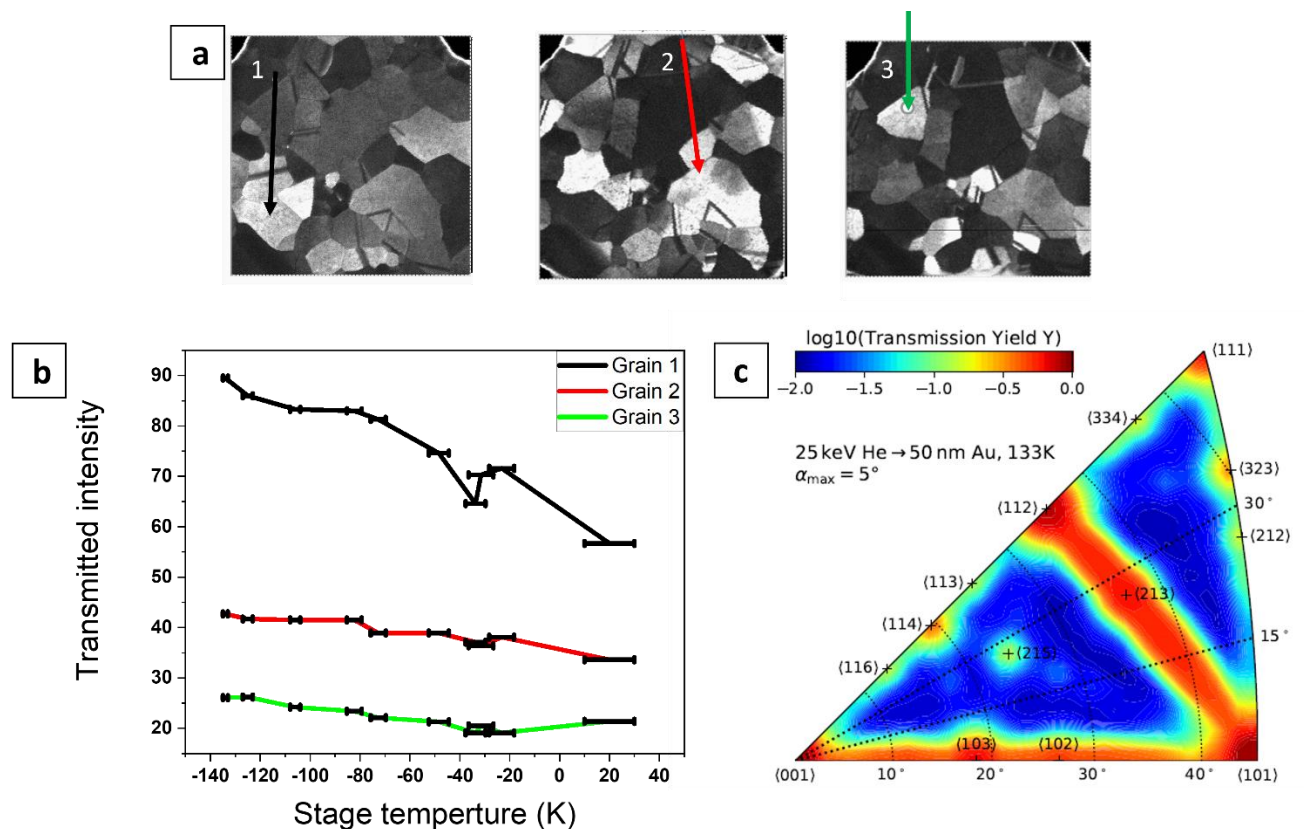 a
1
2
3
b
Transmitted intensity
90
80
70
60
50
40
30
20
Grain 1
Grain 2
Grain 3
-140 -120 -100 -80 -60 -40 -20 0 20 40
Stage temperture (K)
c
log10(Transmission Yield Y)
−2.0 −1.5 −1.0 −0.5 0.0
25 keV He → 50 nm Au, 133K
αmax = 5°
⟨111⟩
⟨334⟩
⟨323⟩
30°
⟨112⟩
⟨212⟩
⟨113⟩
⟨213⟩
⟨114⟩
15°
⟨215⟩
⟨116⟩
⟨103⟩ ⟨102⟩
⟨001⟩ 10° 20° 30° 40° ⟨101⟩